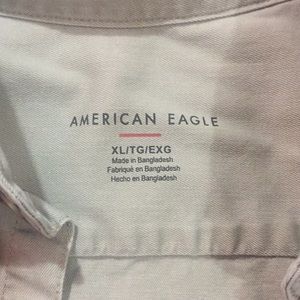 AMERICAN EAGLE
XL/TG/EXG
Made in Bangladesh
Fabriqué en Bangladesh
Hecho en Bangladesh